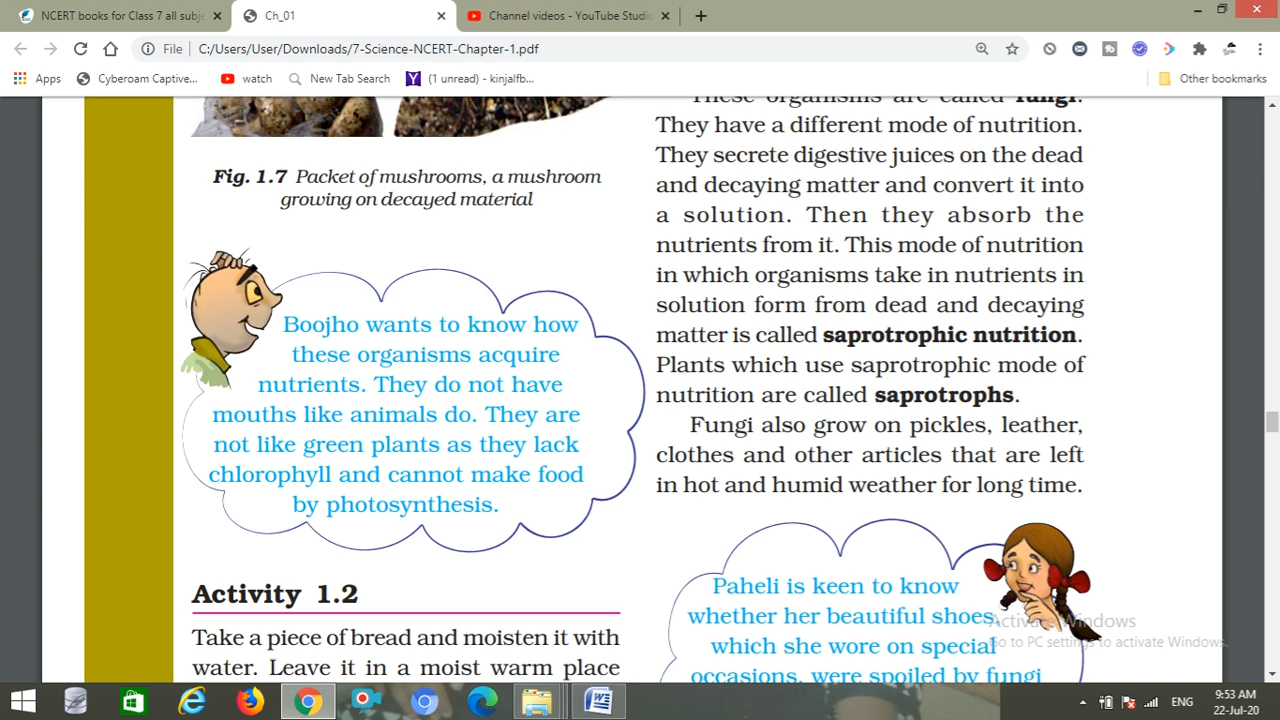 NCERT books for Class 7 all subje
Ch_01
Channel videos - YouTube Studio
File
C:/Users/User/Downloads/7-Science-NCERT-Chapter-1.pdf
Apps
Cyberoam Captive...
watch
New Tab Search
(1 unread) - kinjalfb...
Other bookmarks
Fig. 1.7 Packet of mushrooms, a mushroom
growing on decayed material
Boojho wants to know how
these organisms acquire
nutrients. They do not have
mouths like animals do. They are
not like green plants as they lack
chlorophyll and cannot make food
by photosynthesis.
Activity 1.2
Take a piece of bread and moisten it with
water. Leave it in a moist warm place
These organisms are called fungi.
They have a different mode of nutrition.
They secrete digestive juices on the dead
and decaying matter and convert it into
a solution. Then they absorb the
nutrients from it. This mode of nutrition
in which organisms take in nutrients in
solution form from dead and decaying
matter is called saprotrophic nutrition.
Plants which use saprotrophic mode of
nutrition are called saprotrophs.
Fungi also grow on pickles, leather,
clothes and other articles that are left
in hot and humid weather for long time.
Paheli is keen to know
whether her beautiful shoes,
which she wore on special
occasions, were spoiled by fungi
Activate Windows
Go to PC settings to activate Windows.
ENG
9:53 AM
22-Jul-20